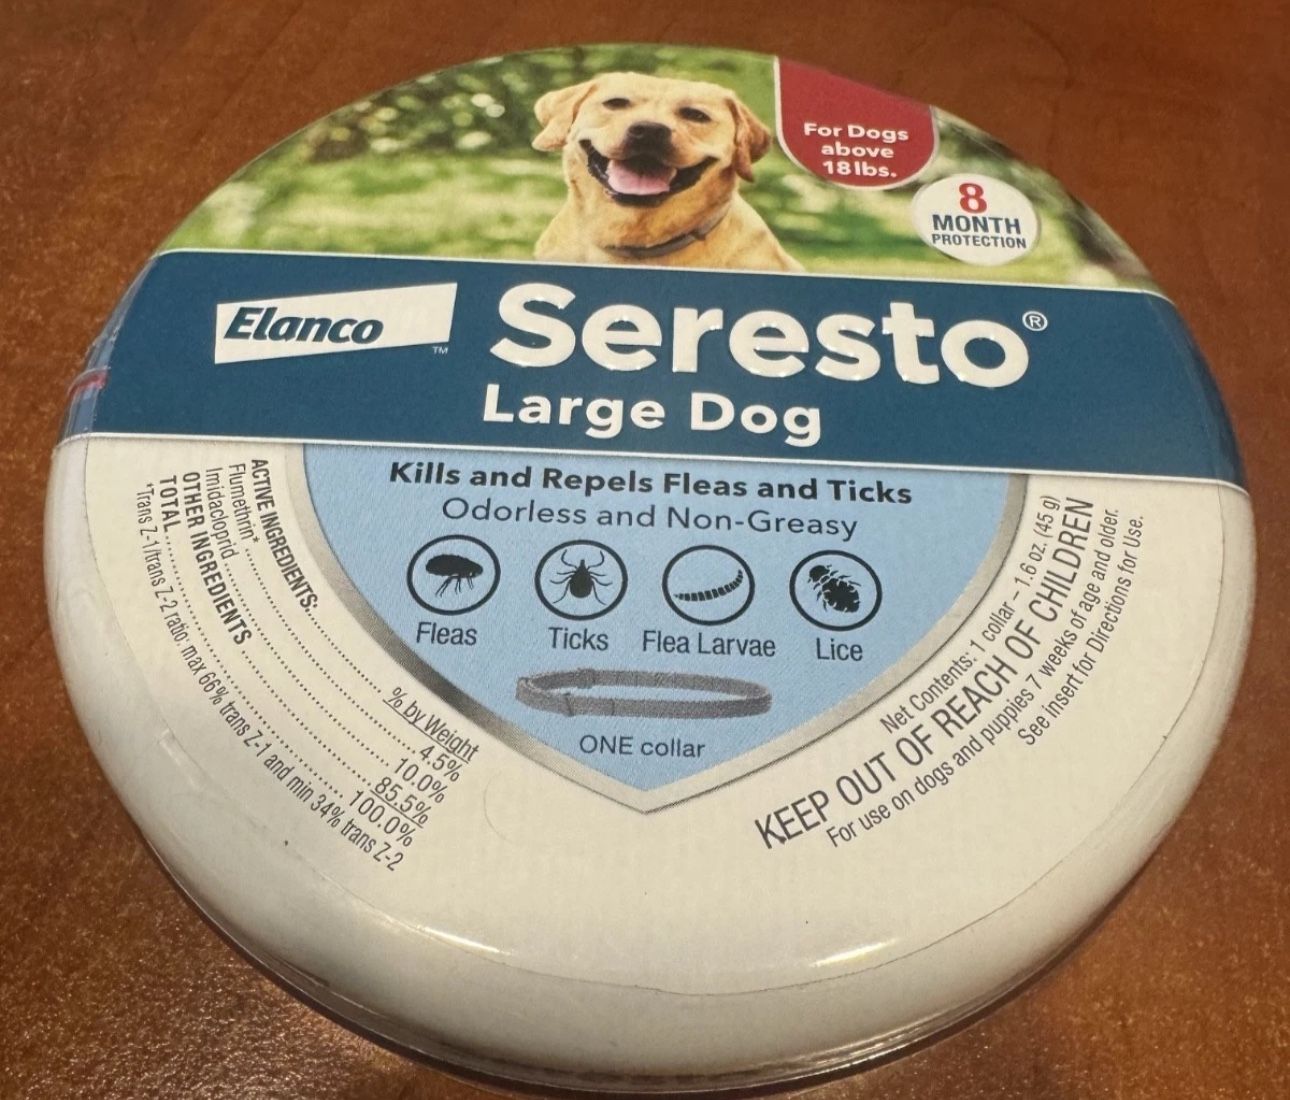 For Dogs
above
18 lbs.
8
MONTH
PROTECTION
Elanco™
Seresto®
Large Dog
Kills and Repels Fleas and Ticks
Odorless and Non-Greasy
Fleas
Ticks
Flea Larvae
Lice
ONE collar
ACTIVE INGREDIENTS: % by Weight
Flumethrin* 4.5%
Imidacloprid 10.0%
OTHER INGREDIENTS 85.5%
TOTAL 100.0%
*Trans Z-1/trans Z-2 ratio: max 66% trans Z-1 and min 34% trans Z-2
Net Contents: 1 collar – 1.6 oz. (45 g)
KEEP OUT OF REACH OF CHILDREN
For use on dogs and puppies 7 weeks of age and older.
See insert for Directions for Use.